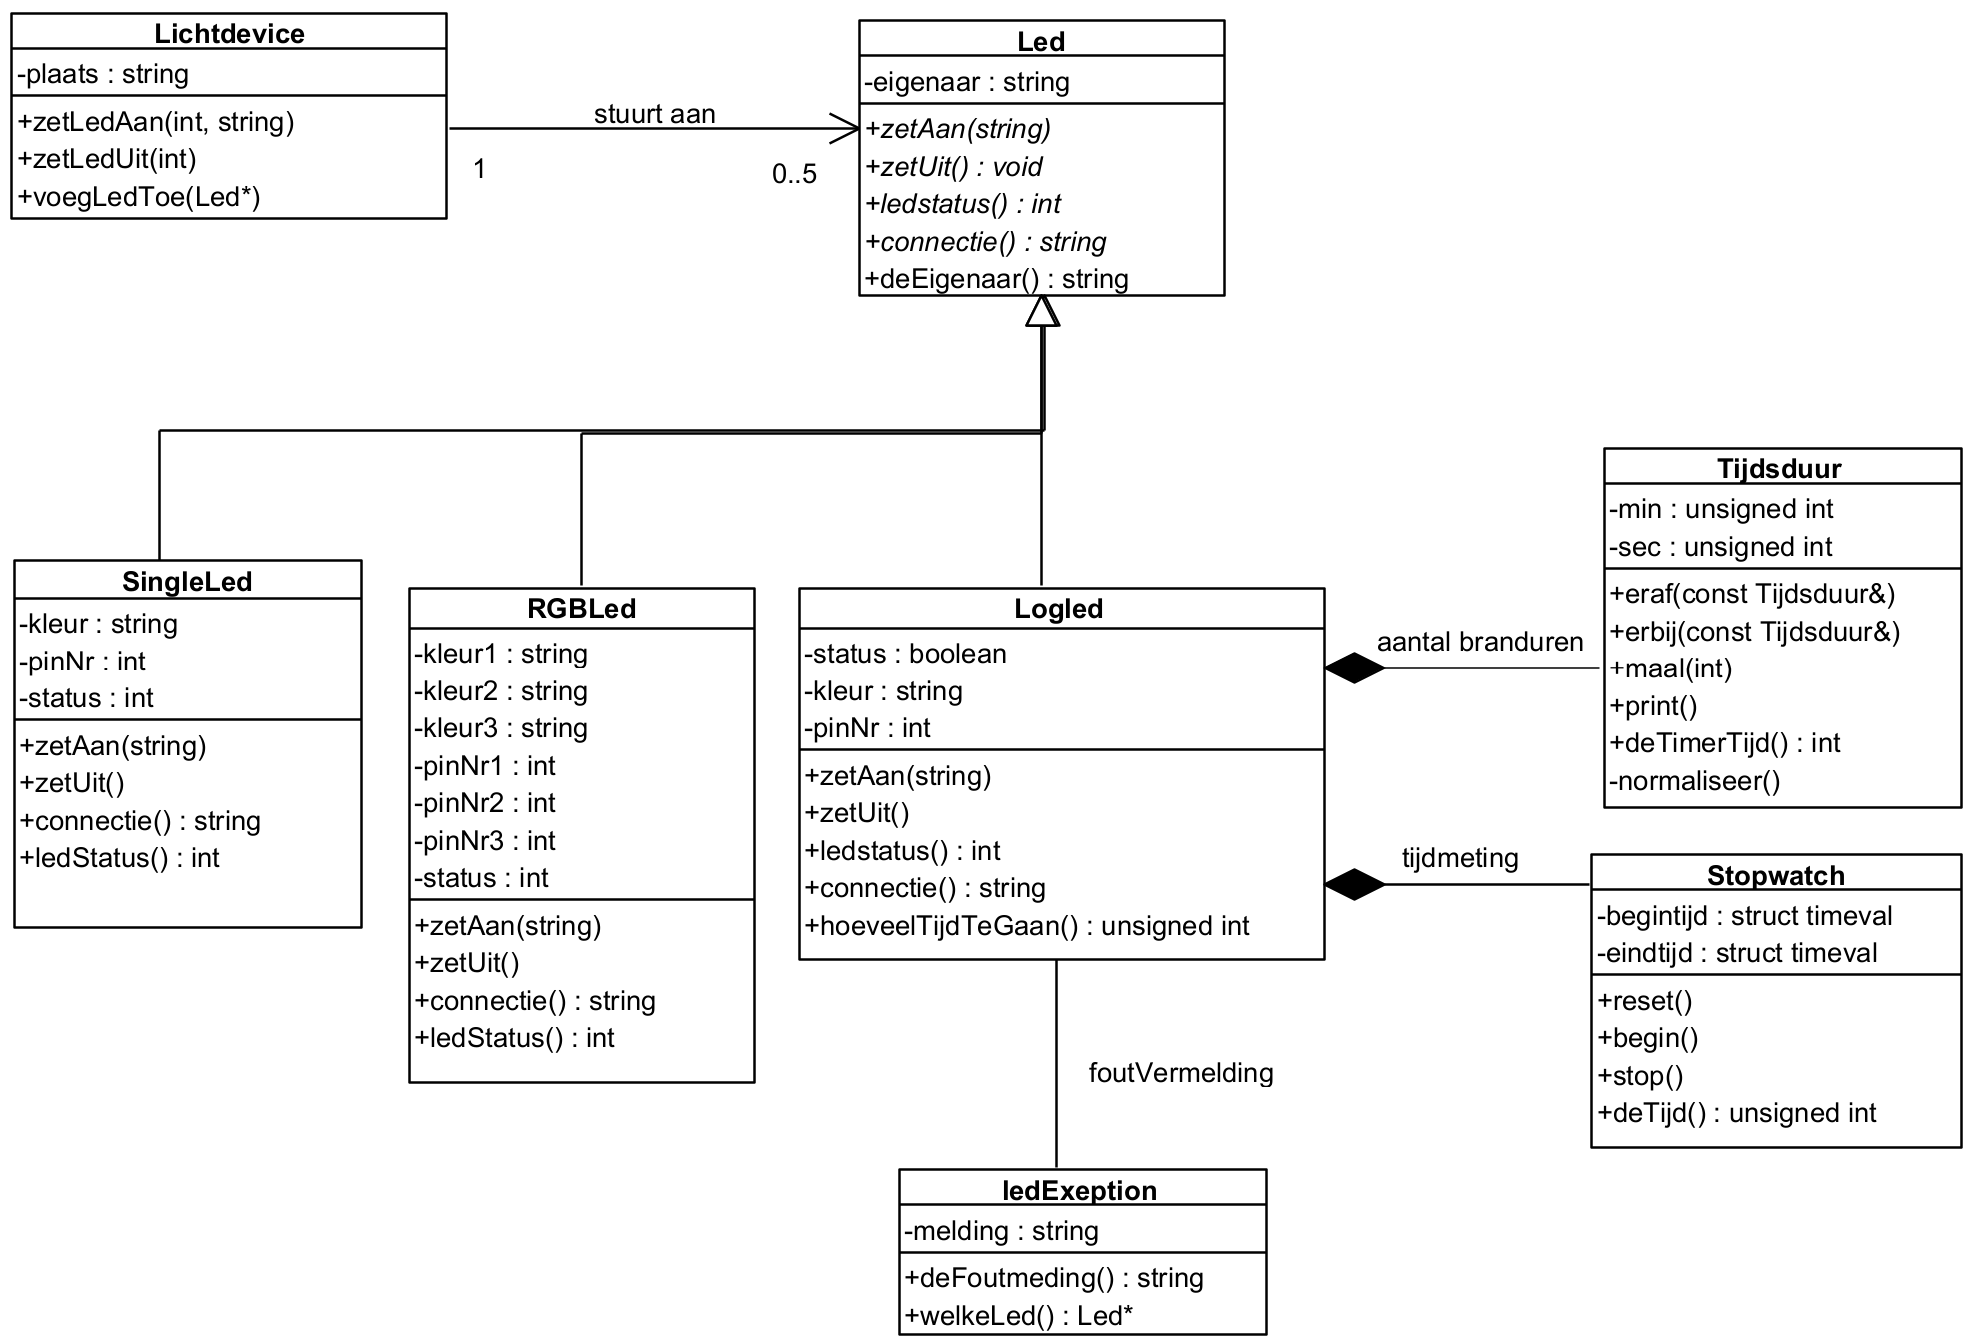 Lichtdevice
-plaats : string
+zetLedAan(int, string)
+zetLedUit(int)
+voegLedToe(Led*)
stuurt aan
1
0..5
Led
-eigenaar : string
+zetAan(string)
+zetUit() : void
+ledstatus() : int
+connectie() : string
+deEigenaar() : string
SingleLed
-kleur : string
-pinNr : int
-status : int
+zetAan(string)
+zetUit()
+connectie() : string
+ledStatus() : int
RGBLed
-kleur1 : string
-kleur2 : string
-kleur3 : string
-pinNr1 : int
-pinNr2 : int
-pinNr3 : int
-status : int
+zetAan(string)
+zetUit()
+connectie() : string
+ledStatus() : int
Logled
-status : boolean
-kleur : string
-pinNr : int
+zetAan(string)
+zetUit()
+ledstatus() : int
+connectie() : string
+hoeveelTijdTeGaan() : unsigned int
aantal branduren
Tijdsduur
-min : unsigned int
-sec : unsigned int
+eraf(const Tijdsduur&)
+erbij(const Tijdsduur&)
+maal(int)
+print()
+deTimerTijd() : int
-normaliseer()
tijdmeting
Stopwatch
-begintijd : struct timeval
-eindtijd : struct timeval
+reset()
+begin()
+stop()
+deTijd() : unsigned int
foutVermelding
ledExeption
-melding : string
+deFoutmeding() : string
+welkeLed() : Led*